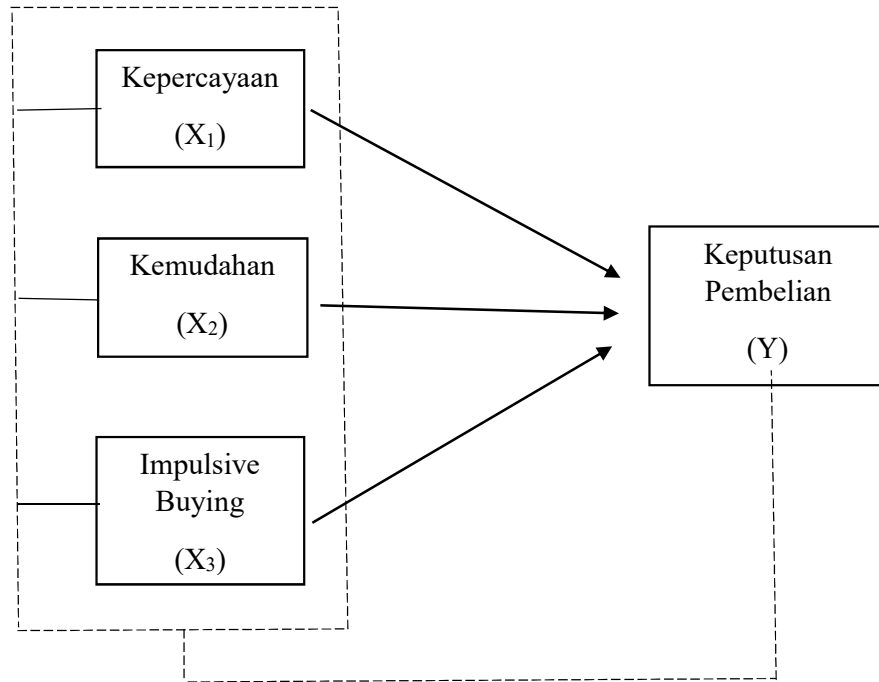 Kepercayaan
(X₁)
Kemudahan
(X₂)
Impulsive
Buying
(X₃)
Keputusan
Pembelian
(Y)